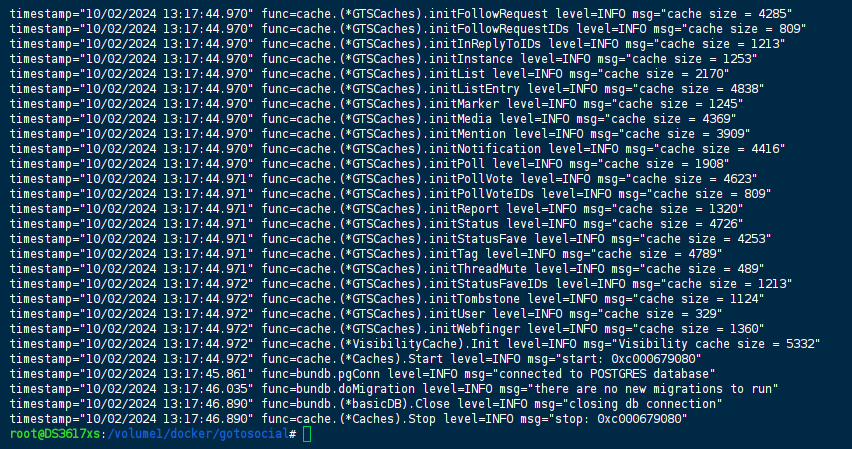 timestamp="10/02/2024 13:17:44.970" func=cache.(*GTSCaches).initFollowRequest level=INFO msg="cache size = 4285"
timestamp="10/02/2024 13:17:44.970" func=cache.(*GTSCaches).initFollowRequestIDs level=INFO msg="cache size = 809"
timestamp="10/02/2024 13:17:44.970" func=cache.(*GTSCaches).initInReplyToIDs level=INFO msg="cache size = 1213"
timestamp="10/02/2024 13:17:44.970" func=cache.(*GTSCaches).initInstance level=INFO msg="cache size = 1253"
timestamp="10/02/2024 13:17:44.970" func=cache.(*GTSCaches).initList level=INFO msg="cache size = 2170"
timestamp="10/02/2024 13:17:44.970" func=cache.(*GTSCaches).initListEntry level=INFO msg="cache size = 4838"
timestamp="10/02/2024 13:17:44.970" func=cache.(*GTSCaches).initMarker level=INFO msg="cache size = 1245"
timestamp="10/02/2024 13:17:44.970" func=cache.(*GTSCaches).initMedia level=INFO msg="cache size = 4369"
timestamp="10/02/2024 13:17:44.970" func=cache.(*GTSCaches).initMention level=INFO msg="cache size = 3909"
timestamp="10/02/2024 13:17:44.970" func=cache.(*GTSCaches).initNotification level=INFO msg="cache size = 4416"
timestamp="10/02/2024 13:17:44.970" func=cache.(*GTSCaches).initPoll level=INFO msg="cache size = 1908"
timestamp="10/02/2024 13:17:44.971" func=cache.(*GTSCaches).initPollVote level=INFO msg="cache size = 4623"
timestamp="10/02/2024 13:17:44.971" func=cache.(*GTSCaches).initPollVoteIDs level=INFO msg="cache size = 809"
timestamp="10/02/2024 13:17:44.971" func=cache.(*GTSCaches).initReport level=INFO msg="cache size = 1320"
timestamp="10/02/2024 13:17:44.971" func=cache.(*GTSCaches).initStatus level=INFO msg="cache size = 4726"
timestamp="10/02/2024 13:17:44.971" func=cache.(*GTSCaches).initStatusFave level=INFO msg="cache size = 4253"
timestamp="10/02/2024 13:17:44.971" func=cache.(*GTSCaches).initTag level=INFO msg="cache size = 4789"
timestamp="10/02/2024 13:17:44.971" func=cache.(*GTSCaches).initThreadMute level=INFO msg="cache size = 489"
timestamp="10/02/2024 13:17:44.972" func=cache.(*GTSCaches).initStatusFaveIDs level=INFO msg="cache size = 1213"
timestamp="10/02/2024 13:17:44.972" func=cache.(*GTSCaches).initTombstone level=INFO msg="cache size = 1124"
timestamp="10/02/2024 13:17:44.972" func=cache.(*GTSCaches).initUser level=INFO msg="cache size = 329"
timestamp="10/02/2024 13:17:44.972" func=cache.(*GTSCaches).initWebfinger level=INFO msg="cache size = 1360"
timestamp="10/02/2024 13:17:44.972" func=cache.(*VisibilityCache).Init level=INFO msg="Visibility cache size = 5332"
timestamp="10/02/2024 13:17:44.972" func=cache.(*Caches).Start level=INFO msg="start: 0xc000679080"
timestamp="10/02/2024 13:17:45.861" func=bundb.pgConn level=INFO msg="connected to POSTGRES database"
timestamp="10/02/2024 13:17:46.035" func=bundb.doMigration level=INFO msg="there are no new migrations to run"
timestamp="10/02/2024 13:17:46.890" func=bundb.(*basicDB).Close level=INFO msg="closing db connection"
timestamp="10/02/2024 13:17:46.890" func=cache.(*Caches).Stop level=INFO msg="stop: 0xc000679080"
root@DS3617xs:/volume1/docker/gotosocial#